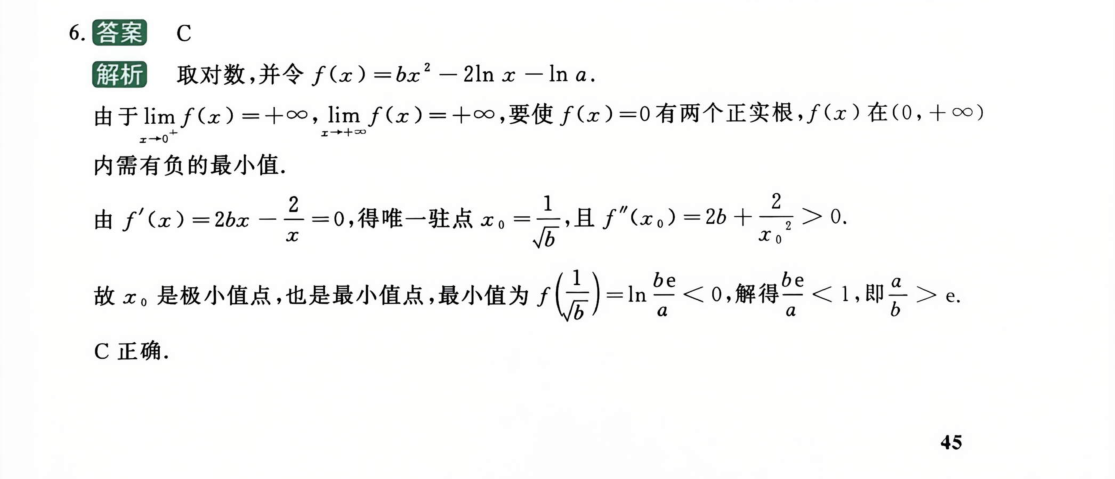 6. 答案 C
解析 取对数,并令 f(x)=bx²－2ln x－ln a.
由于 lim_{x→0⁺} f(x)=+∞, lim_{x→+∞} f(x)=+∞,要使 f(x)=0有两个正实根,f(x)在(0,+∞)
内需有负的最小值.
由 f′(x)=2bx－2/x=0,得唯一驻点 x₀=1/√b,且 f″(x₀)=2b+2/x₀²>0.
故 x₀ 是极小值点,也是最小值点,最小值为 f(1/√b)=ln be/a<0,解得 be/a<1,即 a/b>e.
C 正确.
45